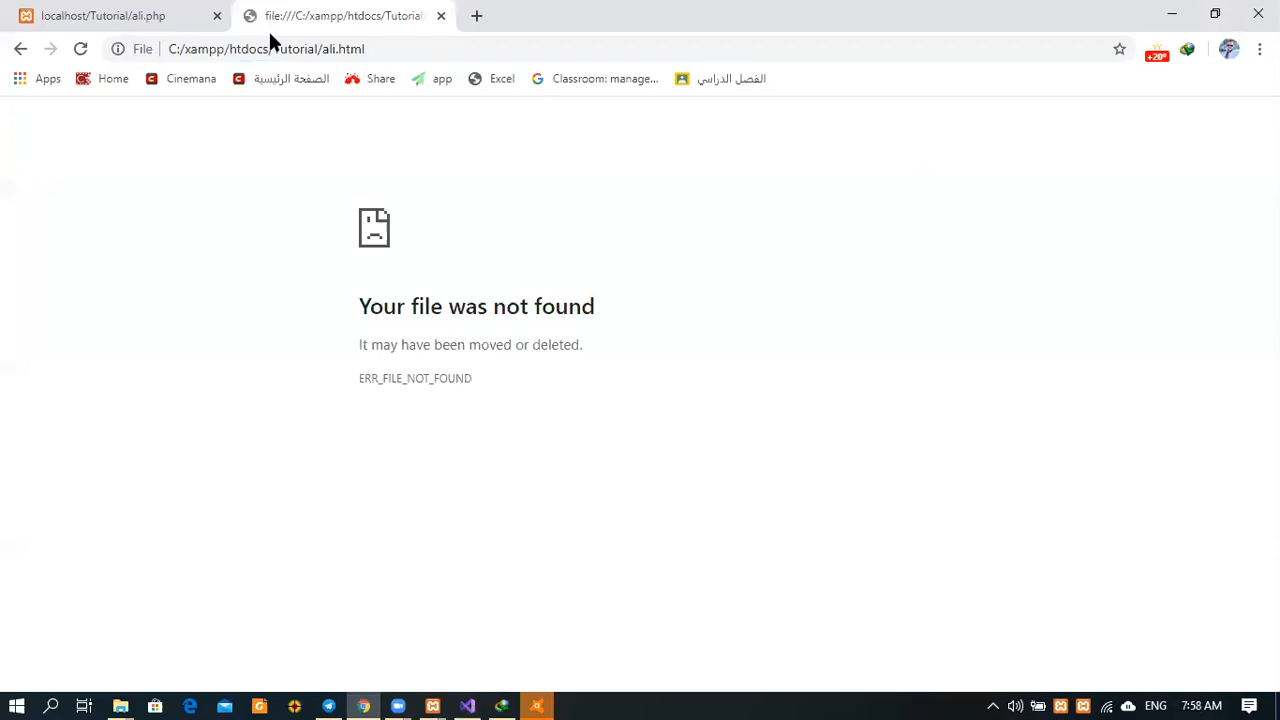 localhost/Tutorial/ali.php
file:///C:/xampp/htdocs/Tutorial
File
C:/xampp/htdocs/Tutorial/ali.html
+20°
Apps
Home
Cinemana
الصفحة الرئيسية
Share
app
Excel
Classroom: manage...
الفصل الدراسي
Your file was not found
It may have been moved or deleted.
ERR_FILE_NOT_FOUND
ENG
7:58 AM